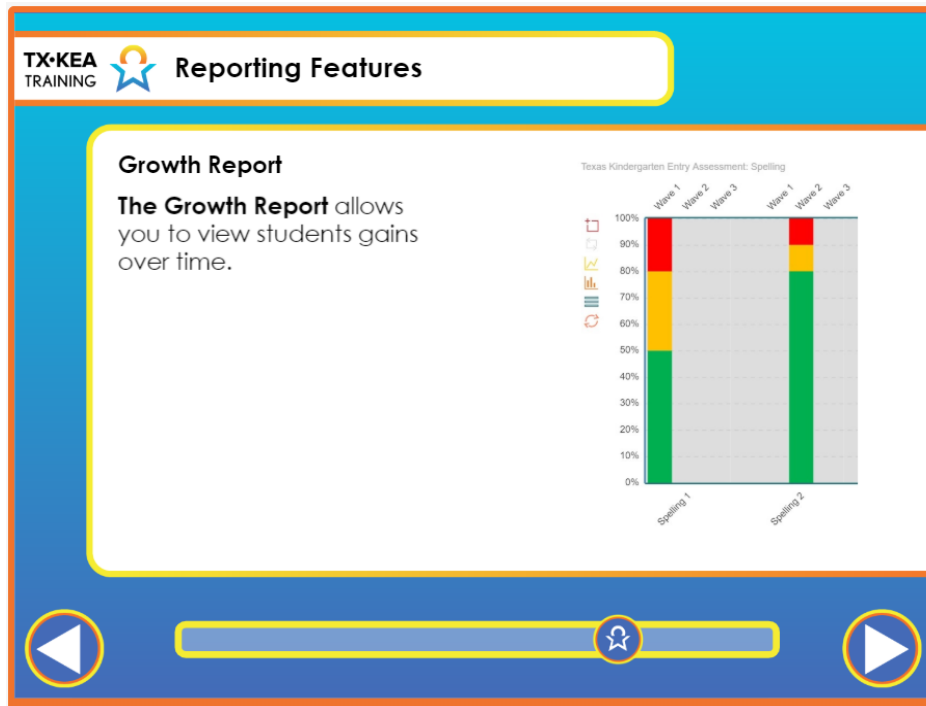 TX•KEA
TRAINING
Reporting Features
Growth Report
The Growth Report allows
you to view students gains
over time.
Texas Kindergarten Entry Assessment: Spelling
Wave 1 Wave 2 Wave 3 Wave 1 Wave 2 Wave 3
100%
90%
80%
70%
60%
50%
40%
30%
20%
10%
0%
Spelling 1 Spelling 2